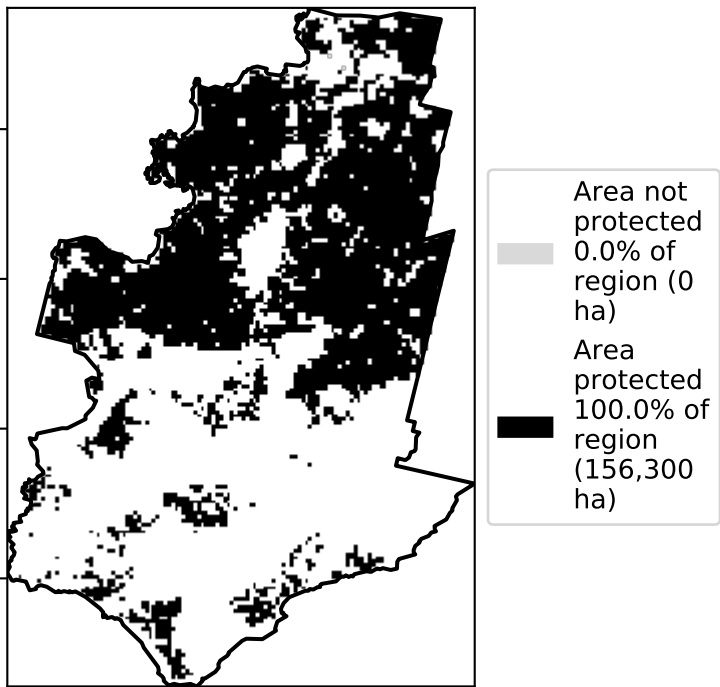 Area not
protected
0.0% of
region (0
ha)
Area
protected
100.0% of
region
(156,300
ha)